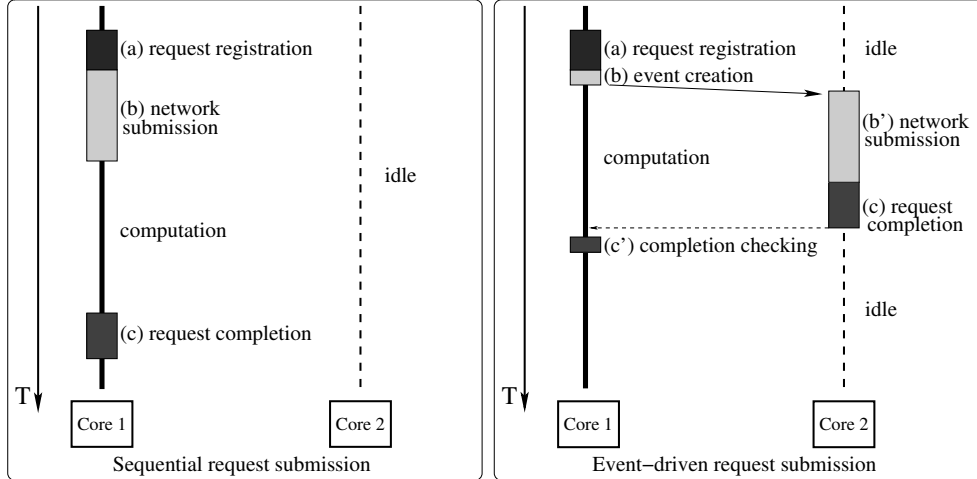 (a) request registration
(b) network
submission
idle
computation
(c) request completion
T
Core 1
Core 2
Sequential request submission
(a) request registration
idle
(b) event creation
(b’) network
submission
computation
(c) request
completion
(c’) completion checking
idle
T
Core 1
Core 2
Event−driven request submission